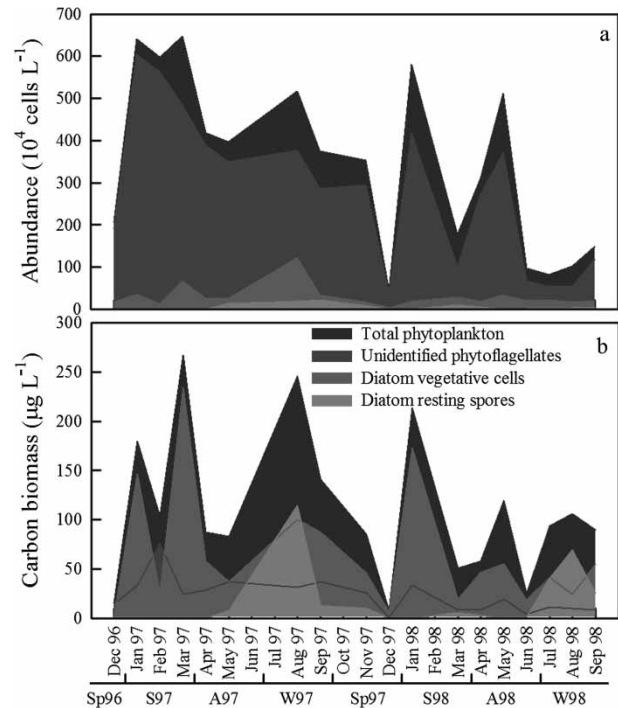 700
600
500
400
300
200
100
0
Abundance (10⁴ cells L⁻¹)
a
300
250
200
150
100
50
0
Carbon biomass (µg L⁻¹)
b
Total phytoplankton
Unidentified phytoflagellates
Diatom vegetative cells
Diatom resting spores
Dec 96
Jan 97
Feb 97
Mar 97
Apr 97
May 97
Jun 97
Jul 97
Aug 97
Sep 97
Oct 97
Nov 97
Dec 97
Jan 98
Feb 98
Mar 98
Apr 98
May 98
Jun 98
Jul 98
Aug 98
Sep 98
Sp96 S97 A97 W97 Sp97 S98 A98 W98